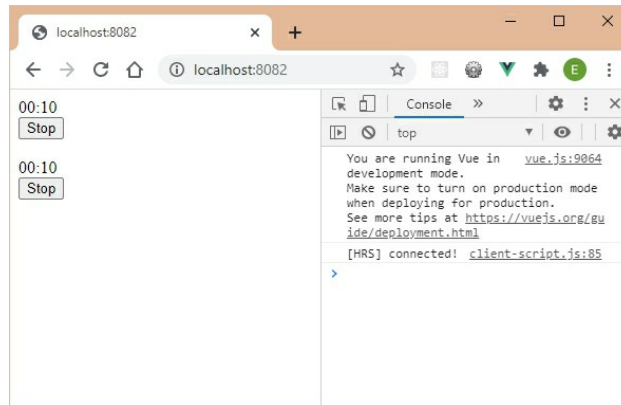 localhost:8082
localhost:8082
E
00:10
Stop
00:10
Stop
Console »
top
You are running Vue in vue.js:9064
development mode.
Make sure to turn on production mode
when deploying for production.
See more tips at https://vuejs.org/gu
ide/deployment.html
[HRS] connected! client-script.js:85